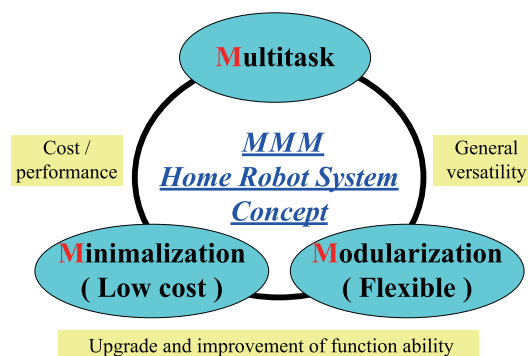 Multitask
Cost /
performance
MMM
Home Robot System
Concept
General
versatility
Minimalization
( Low cost )
Modularization
( Flexible )
Upgrade and improvement of function ability